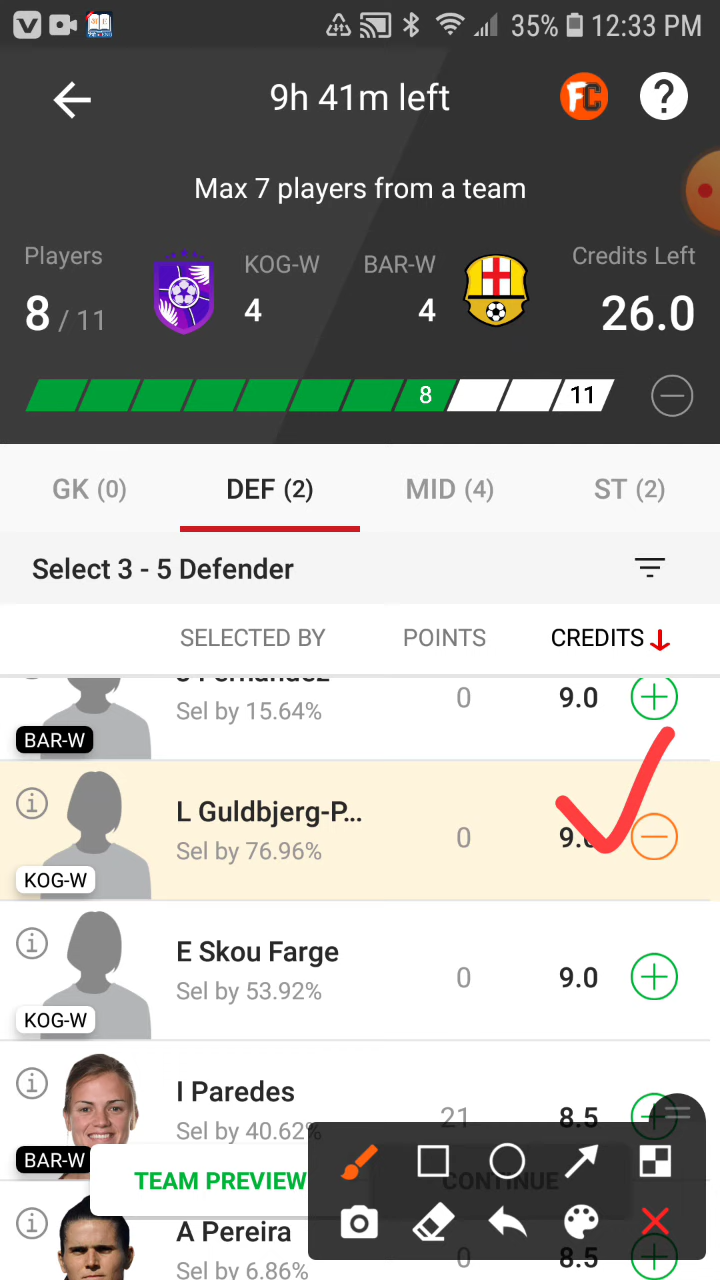 35% 12:33 PM
9h 41m left
FC
?
Max 7 players from a team
Players KOG-W BAR-W Credits Left
8 / 11 4 4 26.0
8 11
GK (0) DEF (2) MID (4) ST (2)
Select 3 - 5 Defender
SELECTED BY POINTS CREDITS
J Fernandez
Sel by 15.64% 0 9.0
BAR-W
L Guldbjerg-P...
Sel by 76.96% 0 9.0
KOG-W
E Skou Farge
Sel by 53.92% 0 9.0
KOG-W
I Paredes
Sel by 40.62% 21 8.5
BAR-W
TEAM PREVIEW CONTINUE
A Pereira
Sel by 6.86% 0 8.5